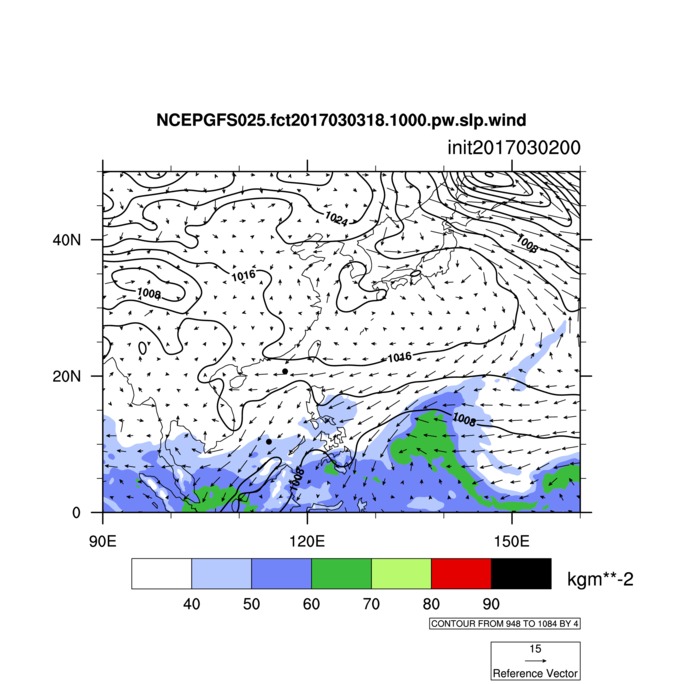 NCEPGFS025.fct2017030318.1000.pw.slp.wind
init2017030200
1024
1008
40N
1016
1008
1016
20N
1008
1008
0
90E 120E 150E
40 50 60 70 80 90
kgm**-2
CONTOUR FROM 948 TO 1084 BY 4
15
Reference Vector